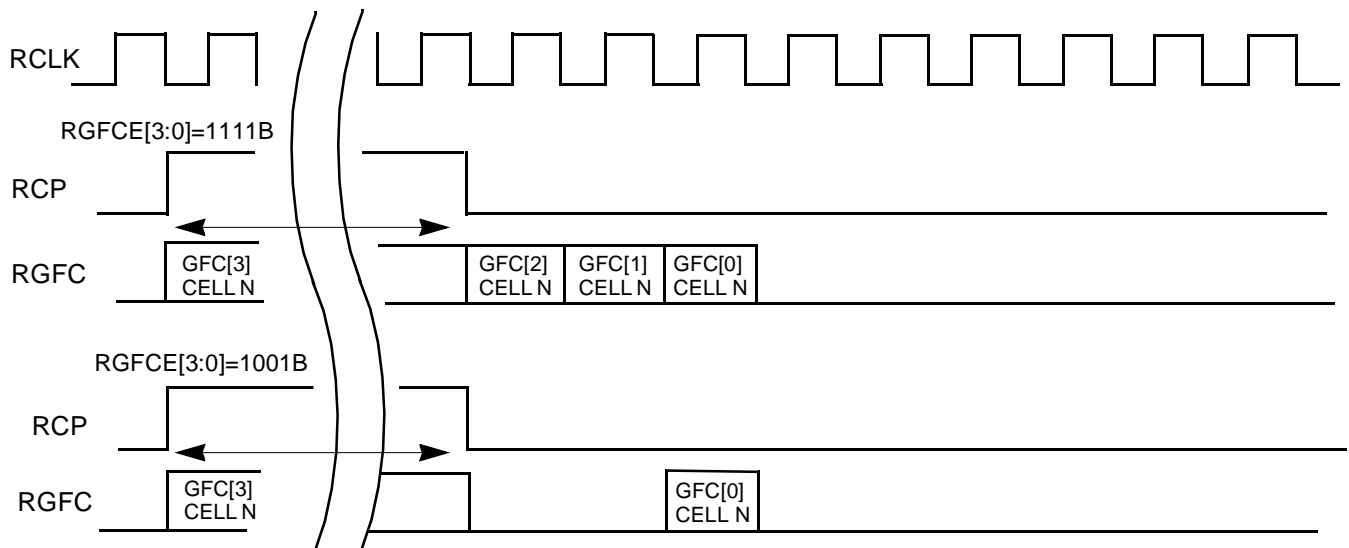 RCLK
RGFCE[3:0]=1111B
RCP
RGFC
GFC[3]
CELL N
GFC[2]
CELL N
GFC[1]
CELL N
GFC[0]
CELL N
RGFCE[3:0]=1001B
RCP
RGFC
GFC[3]
CELL N
GFC[0]
CELL N